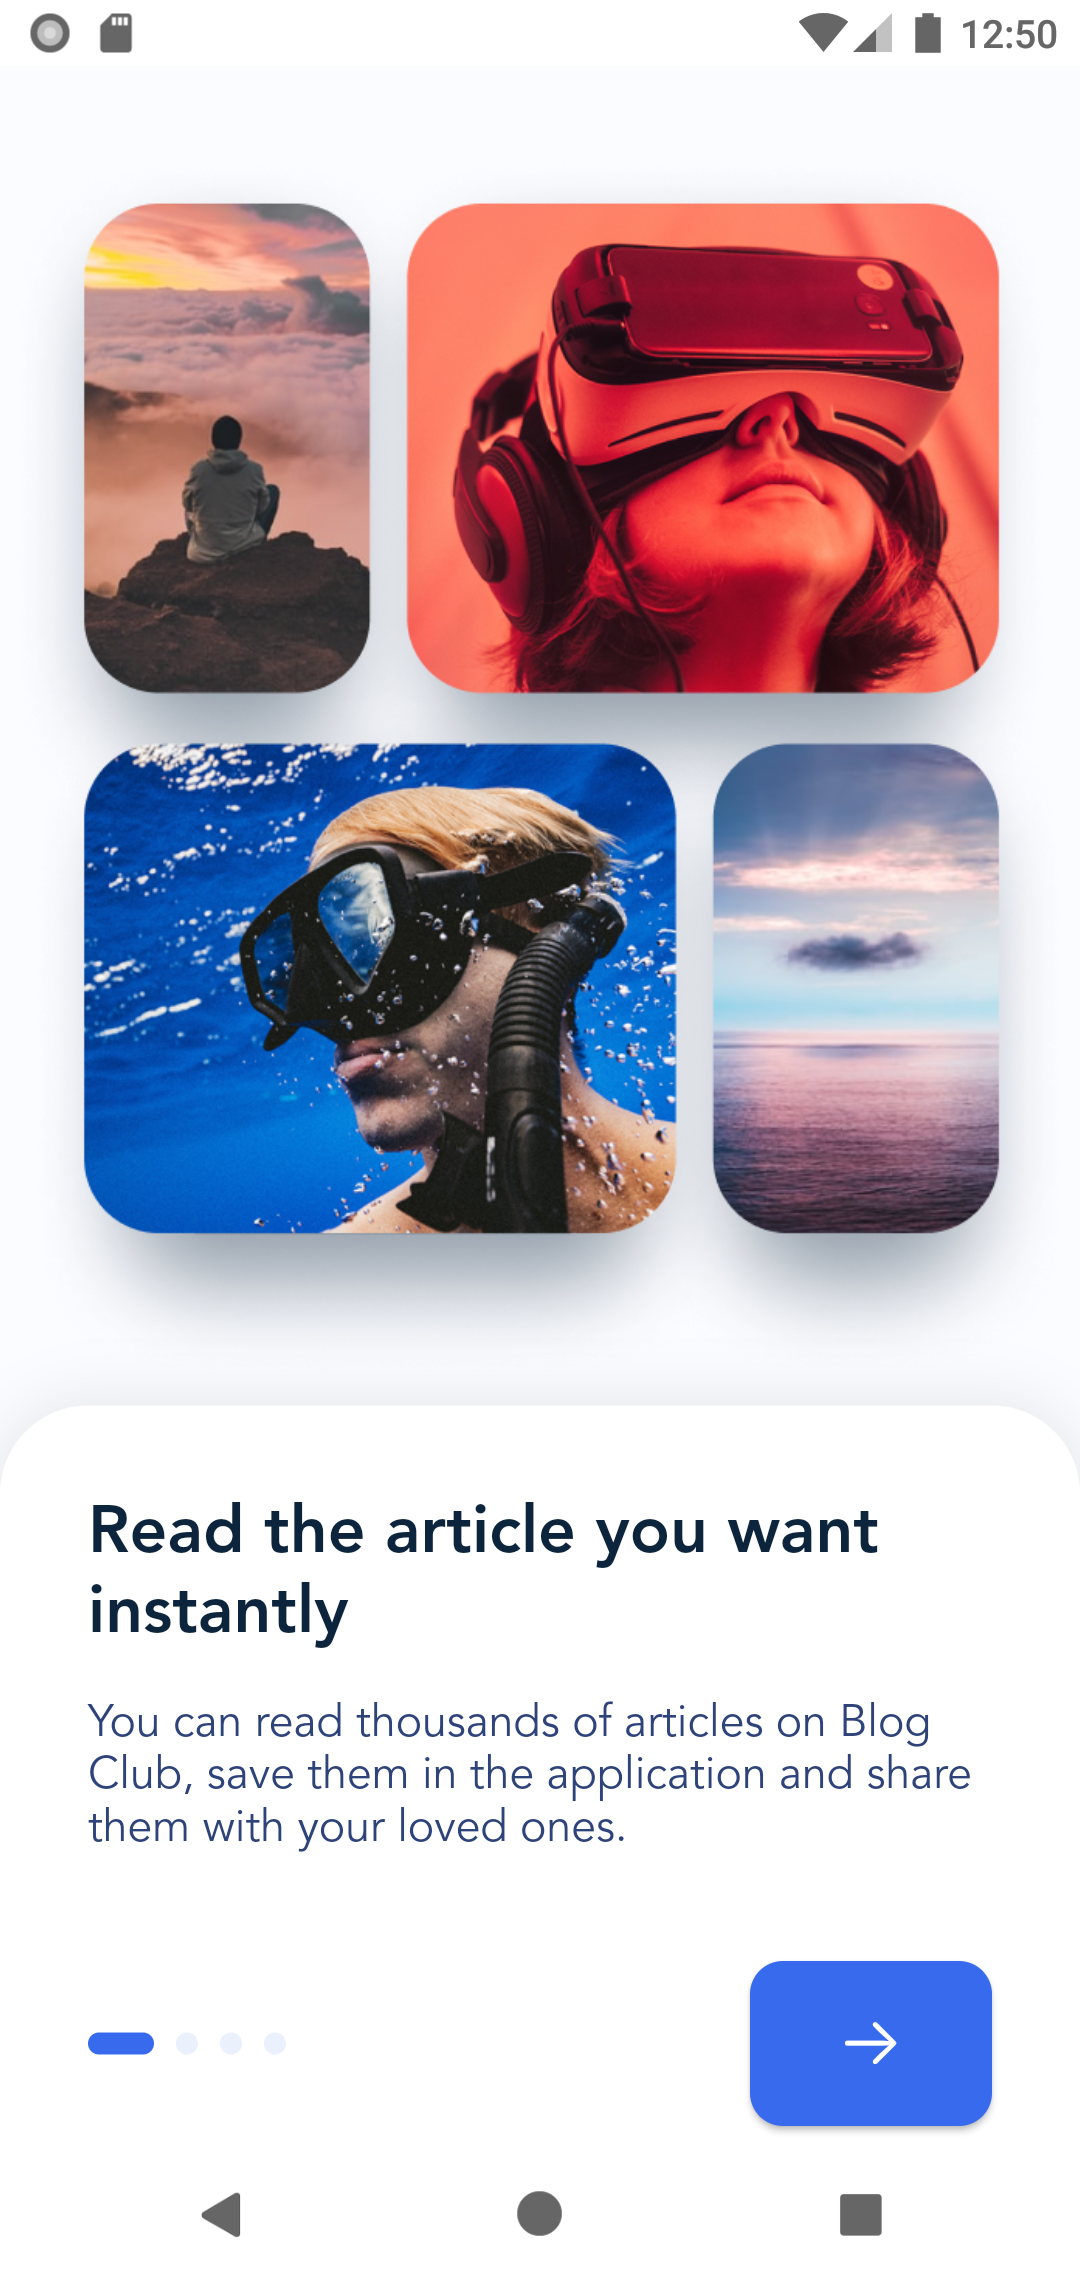 12:50
Read the article you want
instantly
You can read thousands of articles on Blog
Club, save them in the application and share
them with your loved ones.